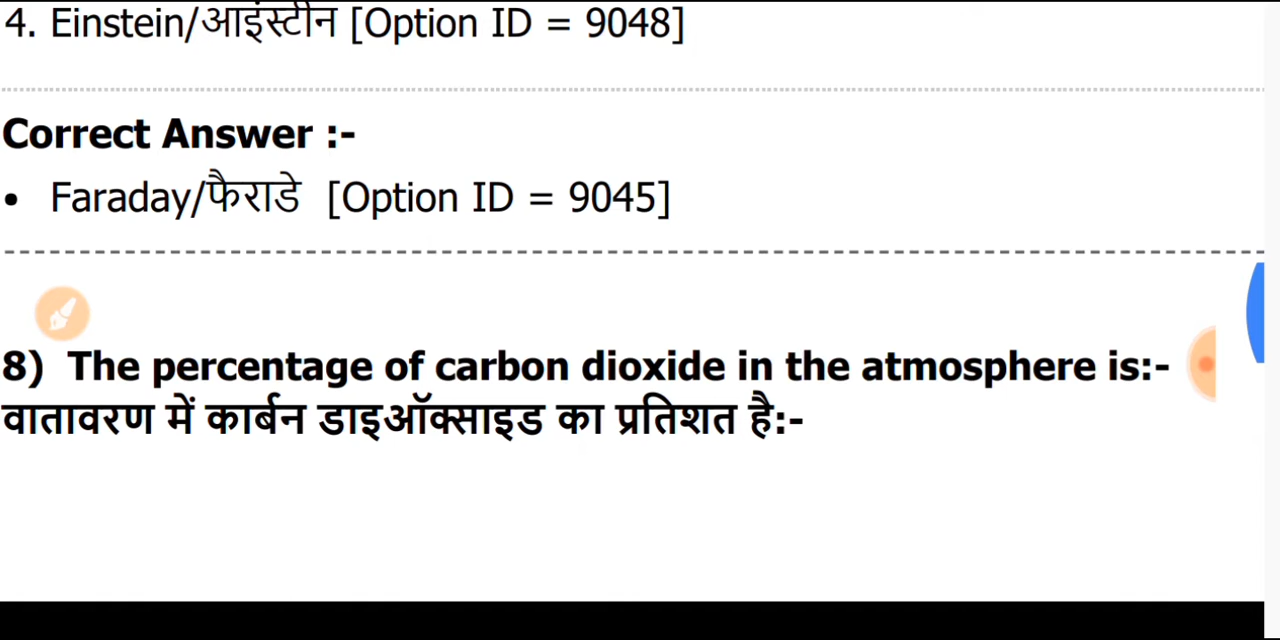 4. Einstein/आइंस्टीन [Option ID = 9048]
Correct Answer :-
• Faraday/फैराडे [Option ID = 9045]
8) The percentage of carbon dioxide in the atmosphere is:-
वातावरण में कार्बन डाइऑक्साइड का प्रतिशत है:-